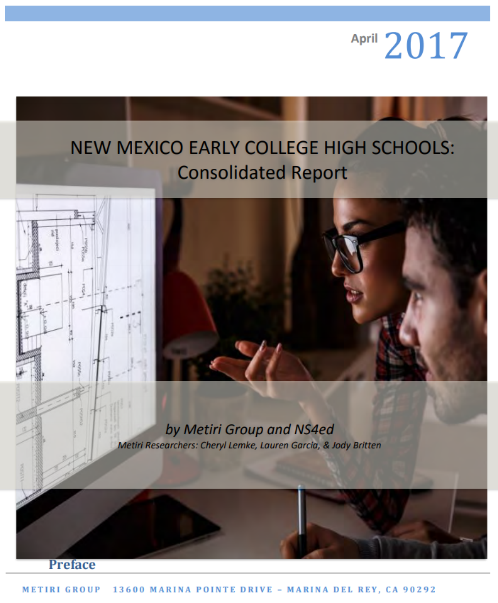 April 2017
NEW MEXICO EARLY COLLEGE HIGH SCHOOLS:
Consolidated Report
by Metiri Group and NS4ed
Metiri Researchers: Cheryl Lemke, Lauren Garcia, & Jody Britten
Preface
METIRI GROUP 13600 MARINA POINTE DRIVE – MARINA DEL REY, CA 90292